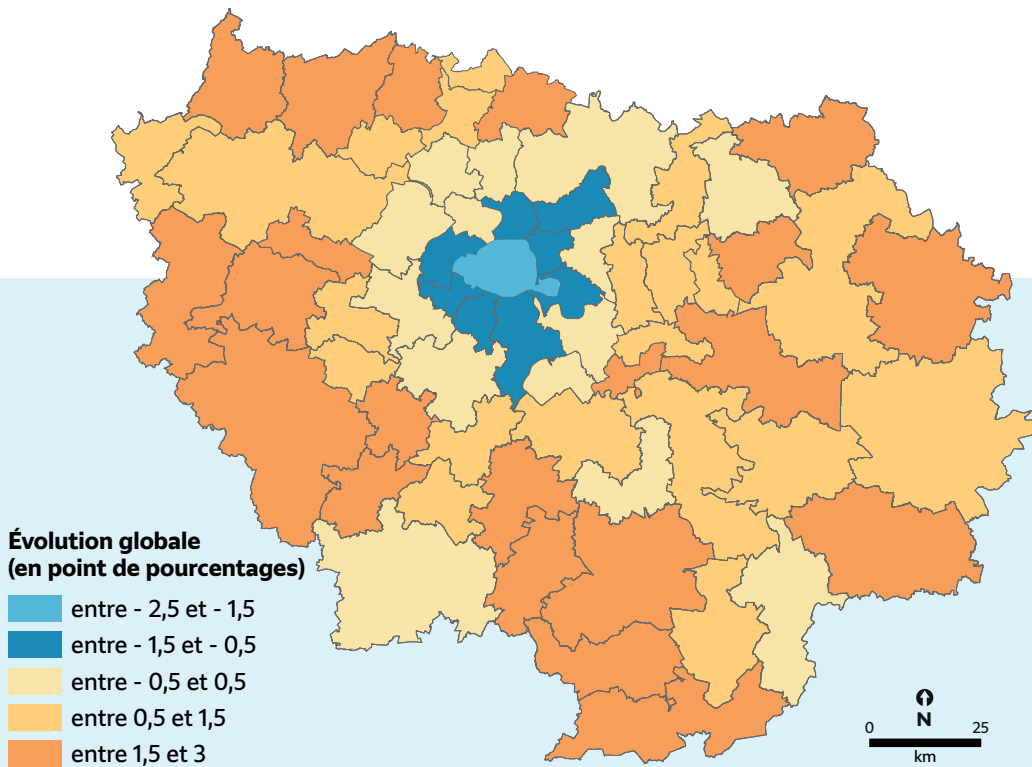 Évolution globale
(en point de pourcentages)
entre - 2,5 et - 1,5
entre - 1,5 et - 0,5
entre - 0,5 et 0,5
entre 0,5 et 1,5
entre 1,5 et 3
N
0 25
km